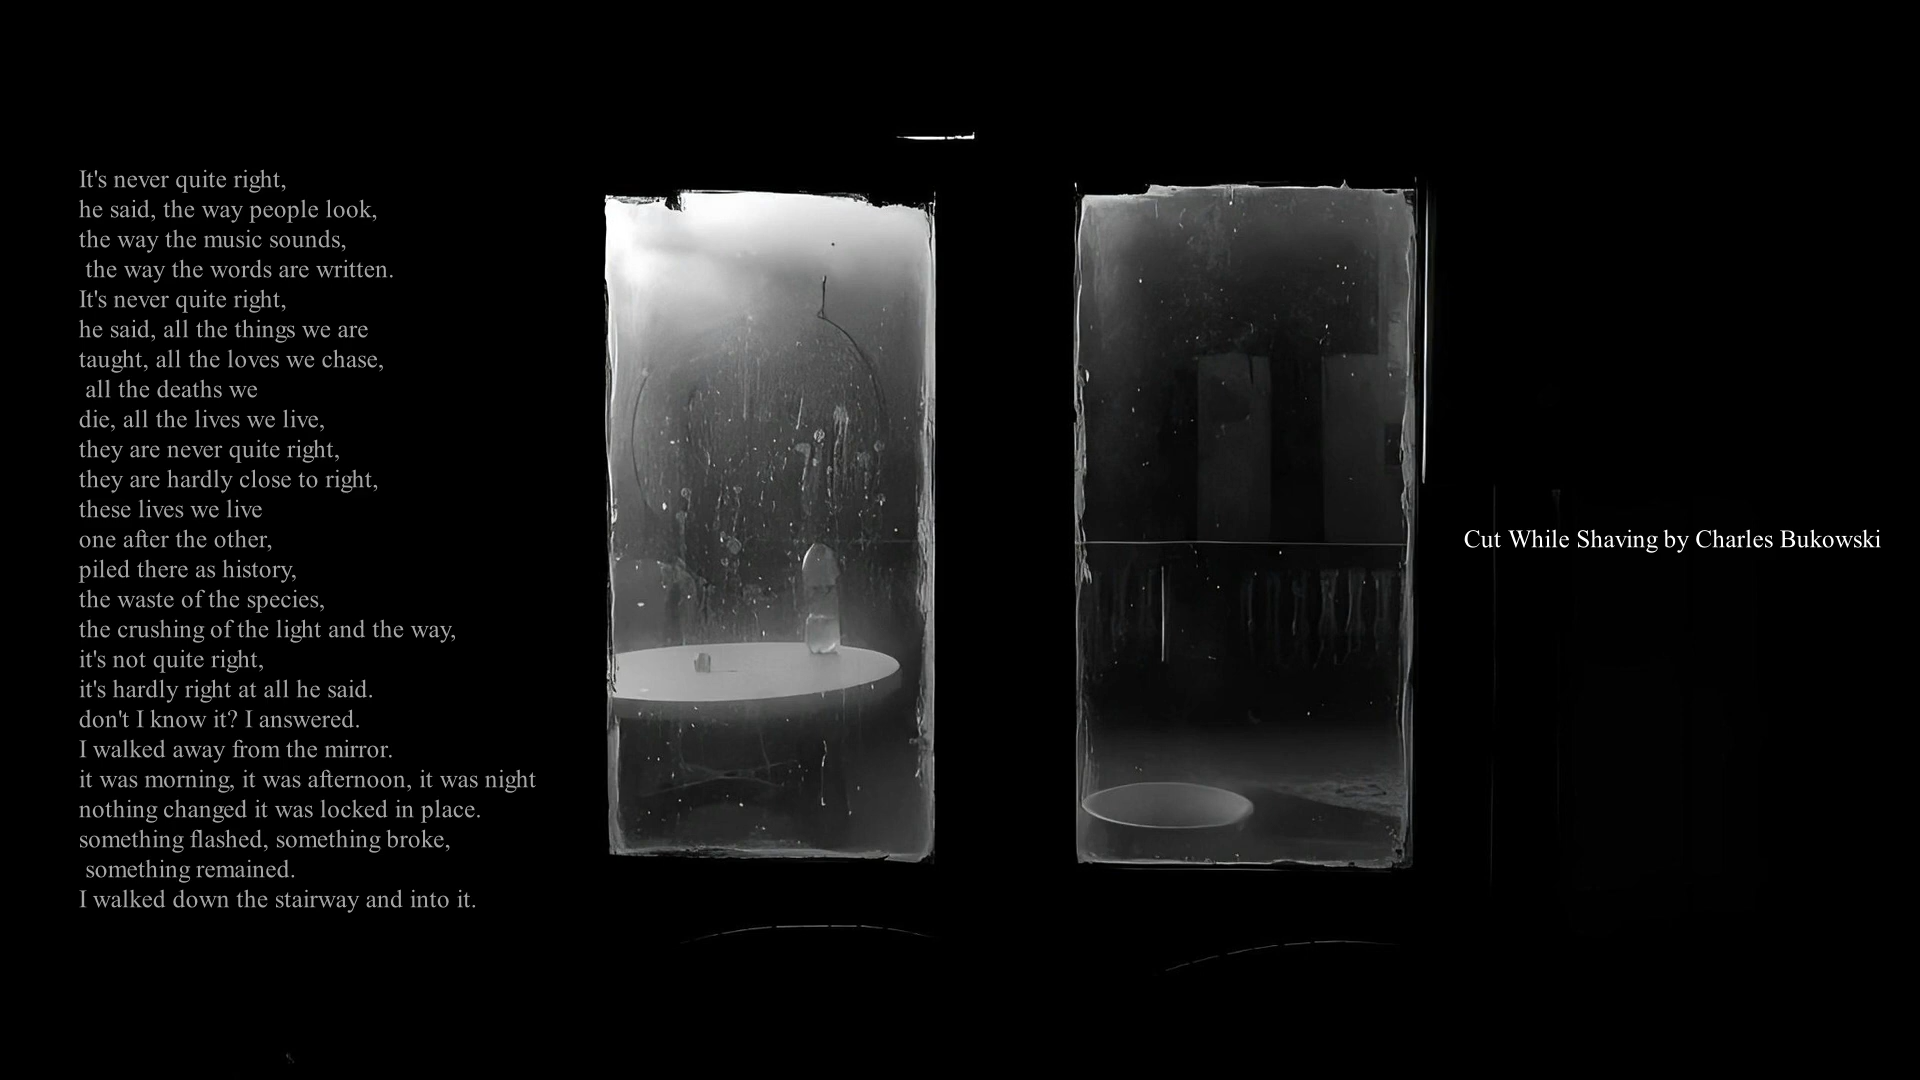 It's never quite right,
he said, the way people look,
the way the music sounds,
the way the words are written.
It's never quite right,
he said, all the things we are
taught, all the loves we chase,
all the deaths we
die, all the lives we live,
they are never quite right,
they are hardly close to right,
these lives we live
one after the other,
piled there as history,
the waste of the species,
the crushing of the light and the way,
it's not quite right,
it's hardly right at all he said.
don't I know it? I answered.
I walked away from the mirror.
it was morning, it was afternoon, it was night
nothing changed it was locked in place.
something flashed, something broke,
something remained.
I walked down the stairway and into it.
Cut While Shaving by Charles Bukowski